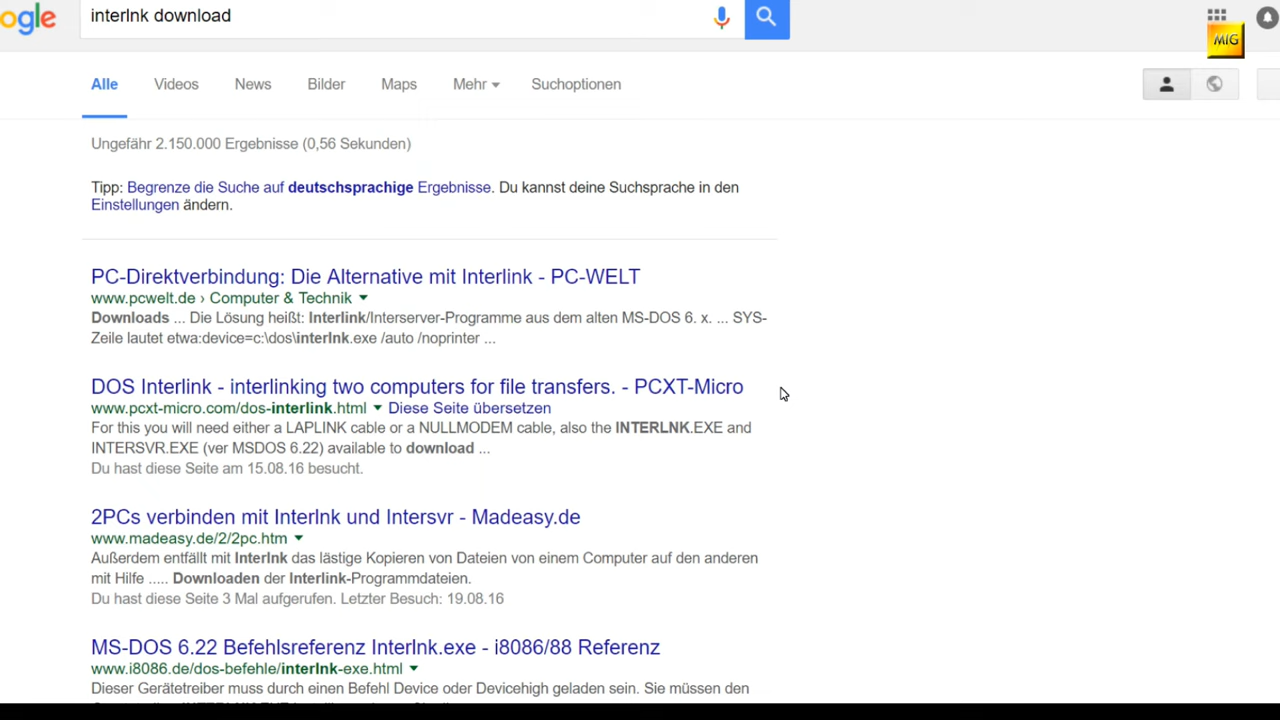 ogle
interlnk download
MIG
Alle Videos News Bilder Maps Mehr Suchoptionen
Ungefähr 2.150.000 Ergebnisse (0,56 Sekunden)
Tipp: Begrenze die Suche auf deutschsprachige Ergebnisse. Du kannst deine Suchsprache in den
Einstellungen ändern.
PC-Direktverbindung: Die Alternative mit Interlink - PC-WELT
www.pcwelt.de › Computer & Technik
Downloads ... Die Lösung heißt: Interlink/Interserver-Programme aus dem alten MS-DOS 6. x. ... SYS-
Zeile lautet etwa:device=c:\dos\interlnk.exe /auto /noprinter ...
DOS Interlink - interlinking two computers for file transfers. - PCXT-Micro
www.pcxt-micro.com/dos-interlink.html Diese Seite übersetzen
For this you will need either a LAPLINK cable or a NULLMODEM cable, also the INTERLNK.EXE and
INTERSVR.EXE (ver MSDOS 6.22) available to download ...
Du hast diese Seite am 15.08.16 besucht.
2PCs verbinden mit Interlnk und Intersvr - Madeasy.de
www.madeasy.de/2/2pc.htm
Außerdem entfällt mit Interlnk das lästige Kopieren von Dateien von einem Computer auf den anderen
mit Hilfe ..... Downloaden der Interlink-Programmdateien.
Du hast diese Seite 3 Mal aufgerufen. Letzter Besuch: 19.08.16
MS-DOS 6.22 Befehlsreferenz Interlnk.exe - i8086/88 Referenz
www.i8086.de/dos-befehle/interlnk-exe.html
Dieser Gerätetreiber muss durch einen Befehl Device oder Devicehigh geladen sein. Sie müssen den